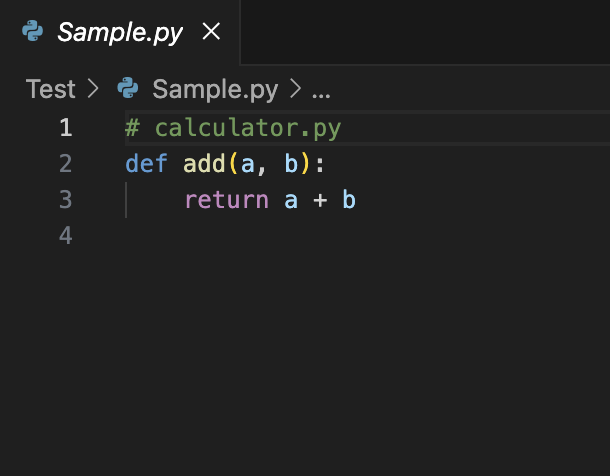 Sample.py
Test > Sample.py > ...
1 # calculator.py
2 def add(a, b):
3     return a + b
4